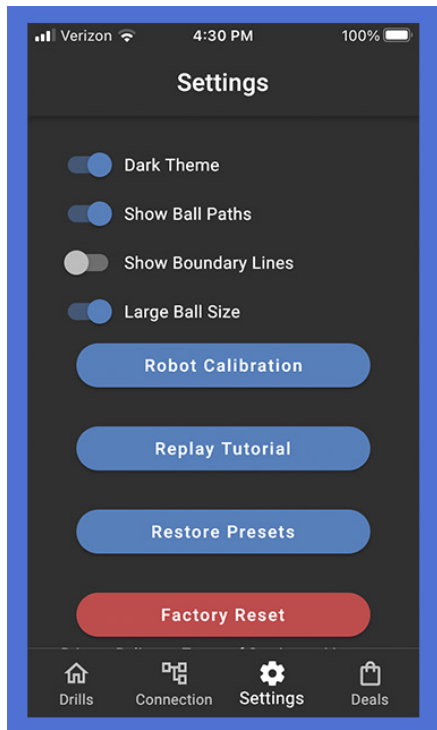 Verizon 4:30 PM 100%
Settings
Dark Theme
Show Ball Paths
Show Boundary Lines
Large Ball Size
Robot Calibration
Replay Tutorial
Restore Presets
Factory Reset
Drills Connection Settings Deals